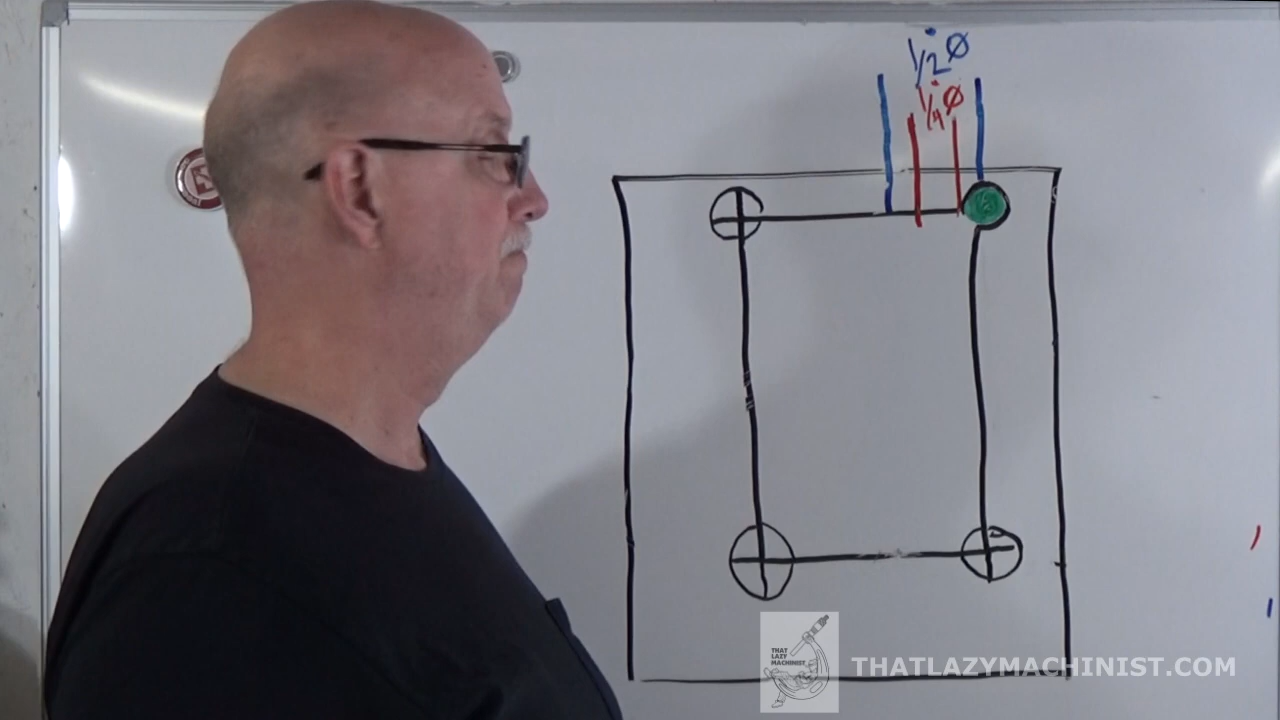 1/2 Ø
1/4 Ø
THAT
LAZY
MACHINIST
THATLAZYMACHINIST.COM